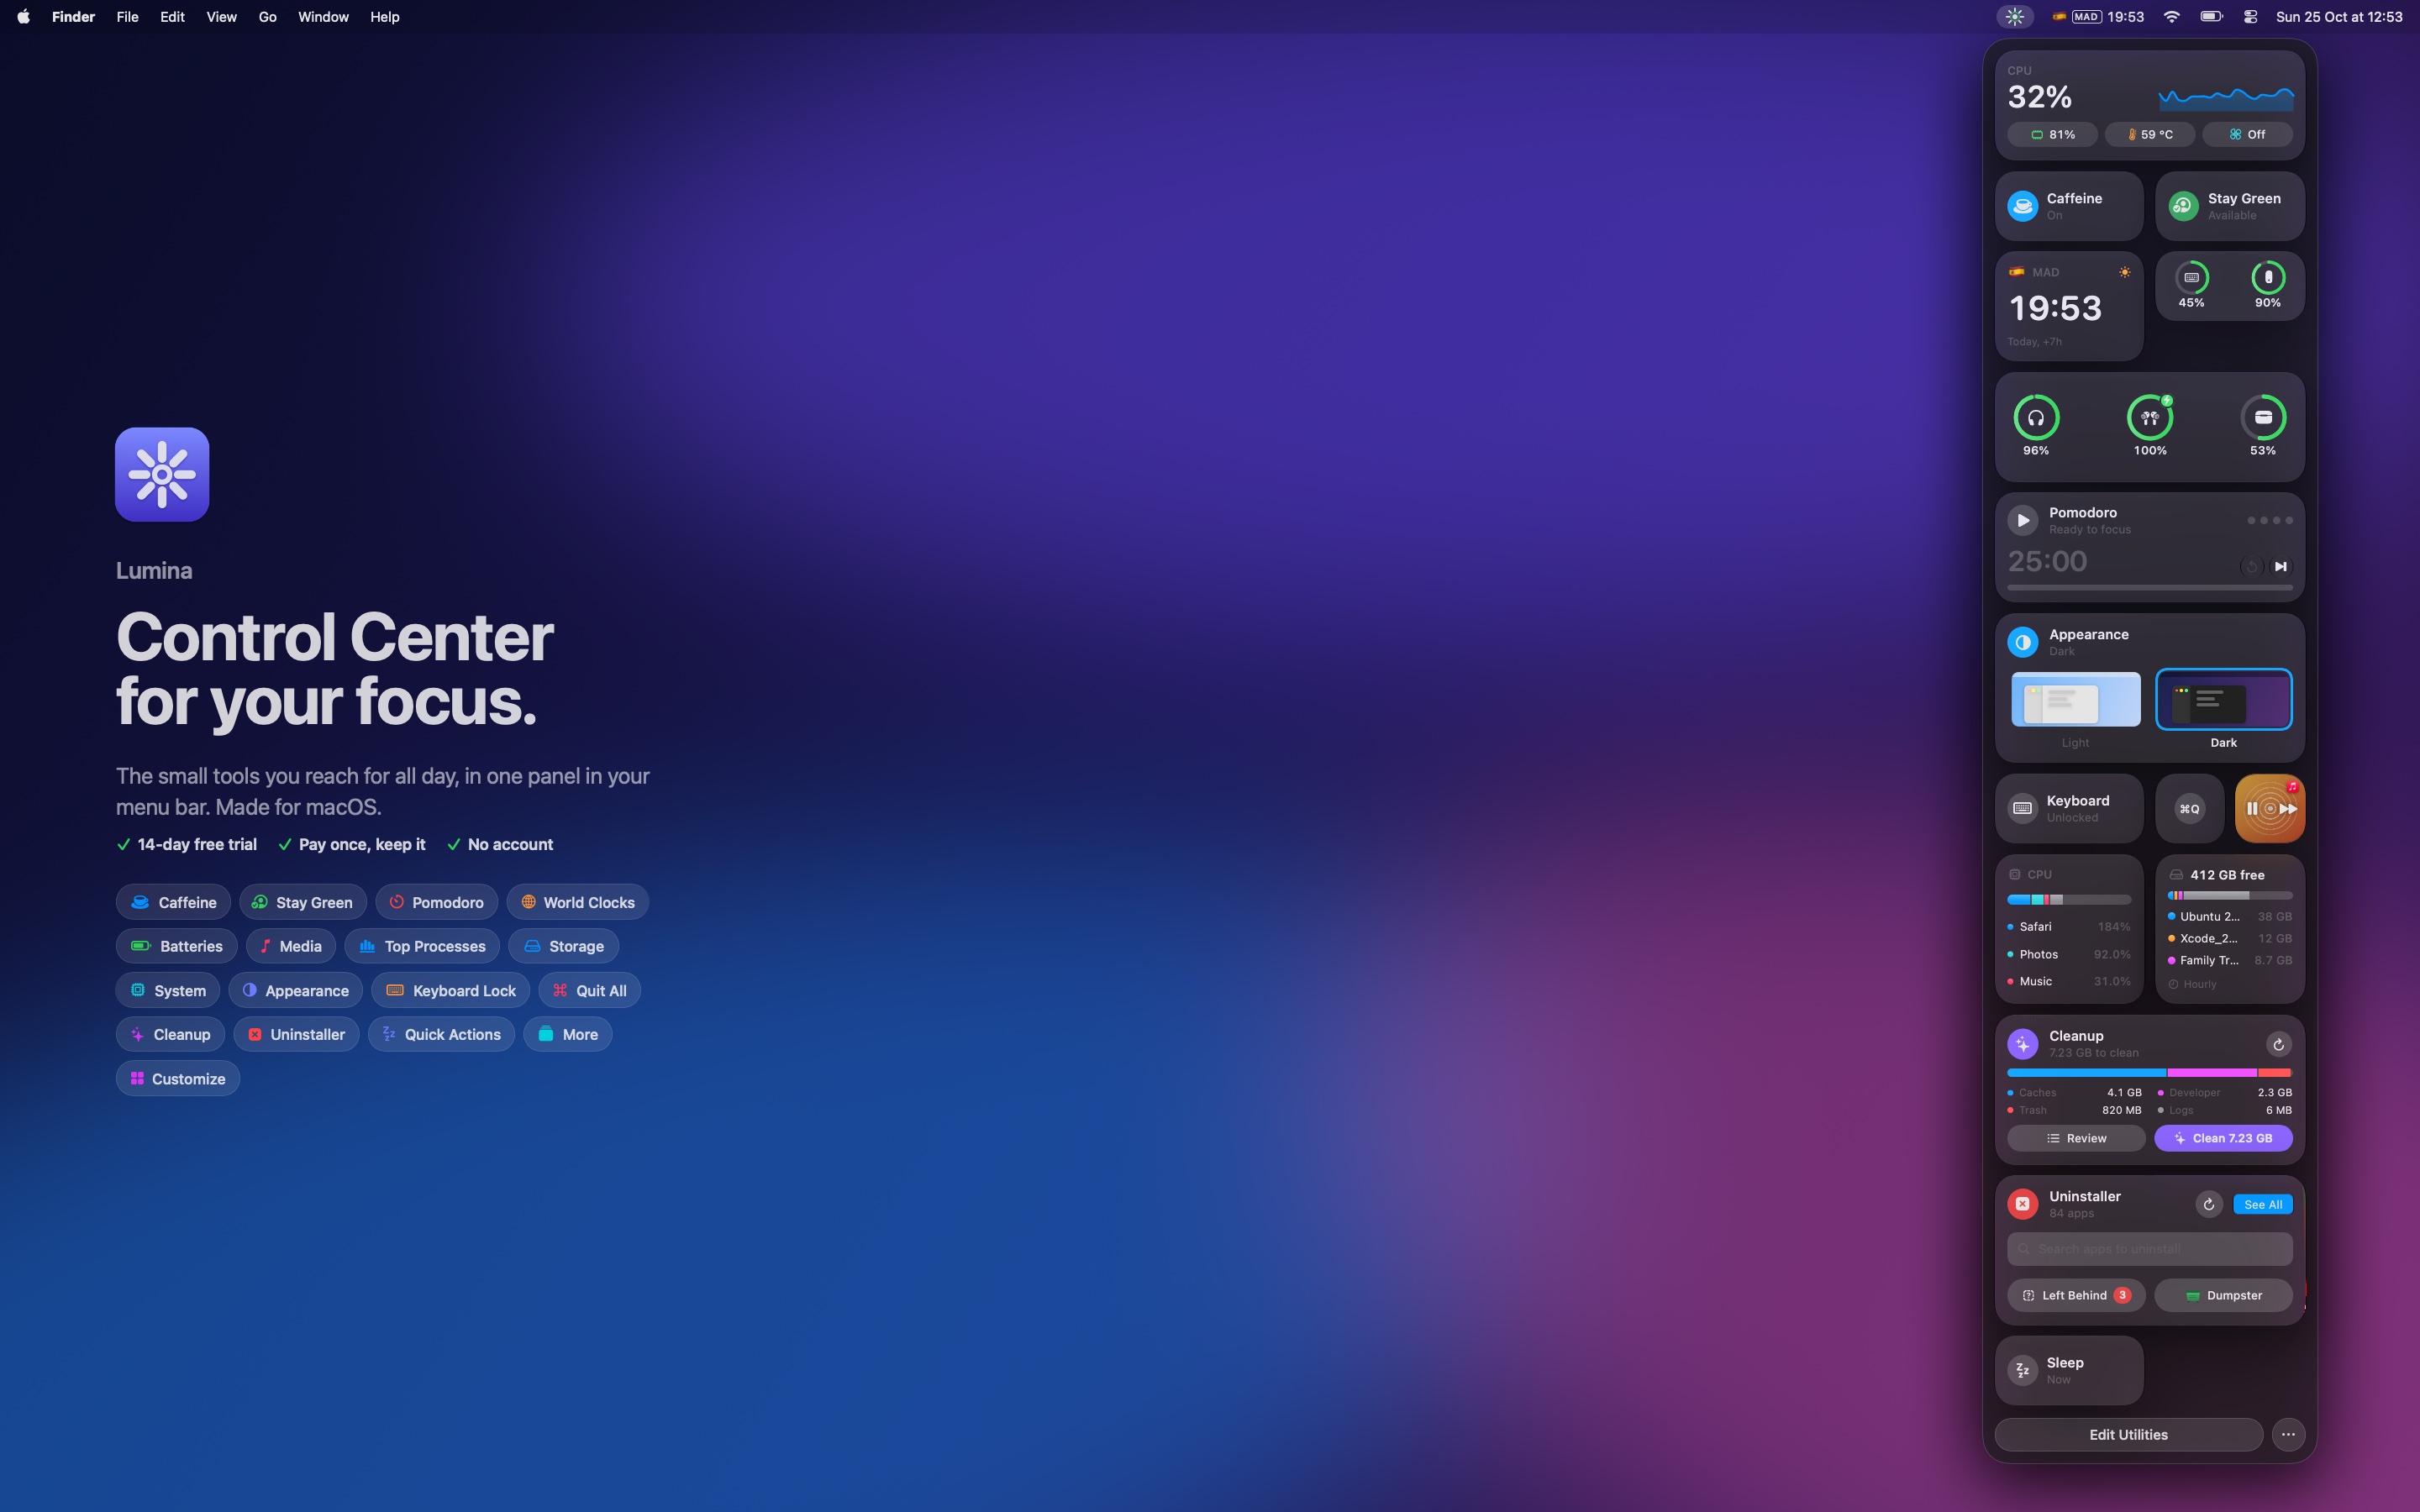 Finder File Edit View Go Window Help
MAD 19:53 Sun 25 Oct at 12:53
Lumina
Control Center
for your focus.
The small tools you reach for all day, in one panel in your
menu bar. Made for macOS.
14-day free trial Pay once, keep it No account
Caffeine Stay Green Pomodoro World Clocks
Batteries Media Top Processes Storage
System Appearance Keyboard Lock Quit All
Cleanup Uninstaller Quick Actions More
Customize
CPU
32%
81% 59 °C Off
Caffeine
On
Stay Green
Available
MAD
19:53
Today, +7h
45% 90%
96% 100% 53%
Pomodoro
Ready to focus
25:00
Appearance
Dark
Light Dark
Keyboard
Unlocked
⌘Q
CPU
Safari 184%
Photos 92.0%
Music 31.0%
412 GB free
Ubuntu 2... 38 GB
Xcode_2... 12 GB
Family Tr... 8.7 GB
Hourly
Cleanup
7.23 GB to clean
Caches 4.1 GB Developer 2.3 GB
Trash 820 MB Logs 6 MB
Review Clean 7.23 GB
Uninstaller
84 apps
See All
Search apps to uninstall
Left Behind 3 Dumpster
Sleep
Now
Edit Utilities